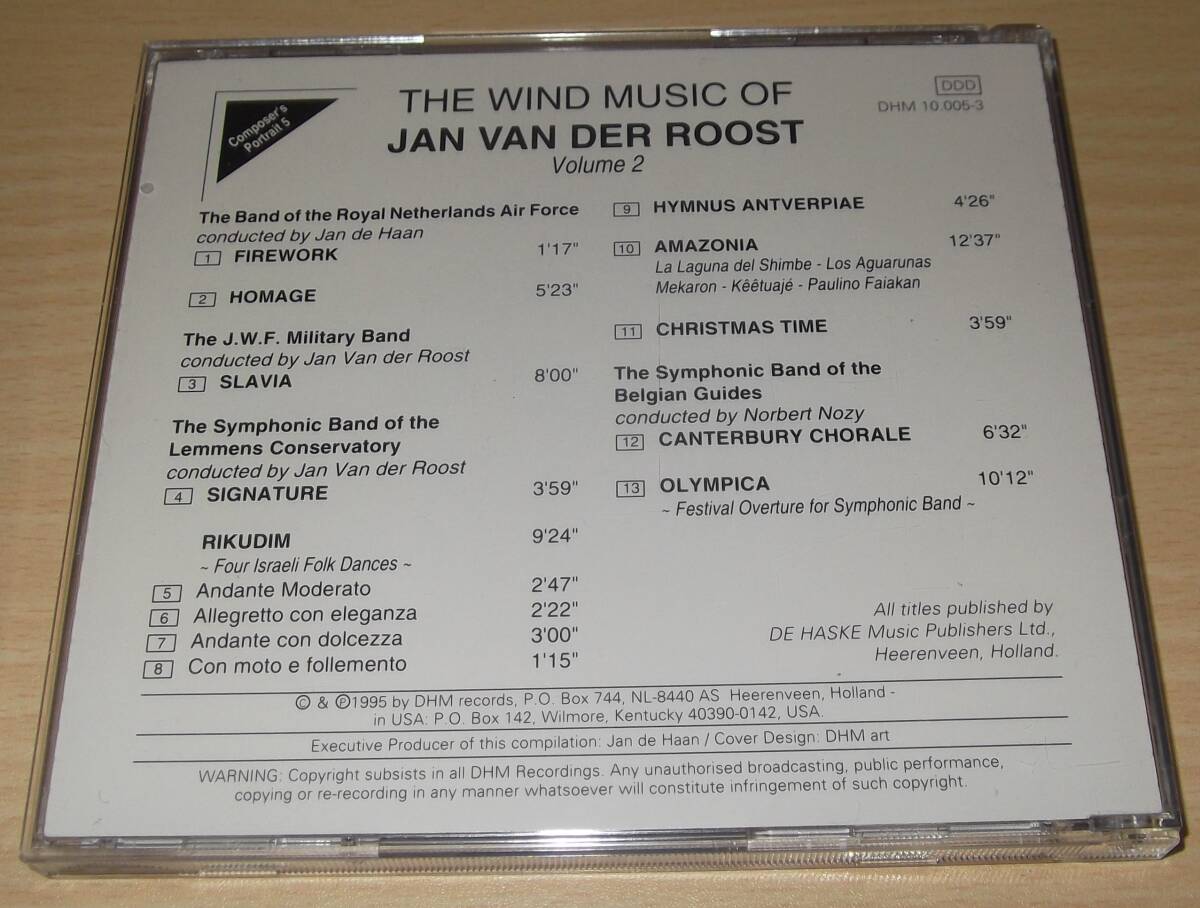 Composer's
Portrait 5
THE WIND MUSIC OF
JAN VAN DER ROOST
Volume 2
DDD
DHM 10.005-3
The Band of the Royal Netherlands Air Force
conducted by Jan de Haan
1 FIREWORK 1'17"
2 HOMAGE 5'23"
The J.W.F. Military Band
conducted by Jan Van der Roost
3 SLAVIA 8'00"
The Symphonic Band of the
Lemmens Conservatory
conducted by Jan Van der Roost
4 SIGNATURE 3'59"
RIKUDIM 9'24"
~ Four Israeli Folk Dances ~
5 Andante Moderato 2'47"
6 Allegretto con eleganza 2'22"
7 Andante con dolcezza 3'00"
8 Con moto e follemento 1'15"
9 HYMNUS ANTVERPIAE 4'26"
10 AMAZONIA 12'37"
La Laguna del Shimbe - Los Aguarunas
Mekaron - Kêêtuajé - Paulino Faiakan
11 CHRISTMAS TIME 3'59"
The Symphonic Band of the
Belgian Guides
conducted by Norbert Nozy
12 CANTERBURY CHORALE 6'32"
13 OLYMPICA 10'12"
~ Festival Overture for Symphonic Band ~
All titles published by
DE HASKE Music Publishers Ltd.,
Heerenveen, Holland.
© & ℗1995 by DHM records, P.O. Box 744, NL-8440 AS Heerenveen, Holland -
in USA: P.O. Box 142, Wilmore, Kentucky 40390-0142, USA.
Executive Producer of this compilation: Jan de Haan / Cover Design: DHM art
WARNING: Copyright subsists in all DHM Recordings. Any unauthorised broadcasting, public performance,
copying or re-recording in any manner whatsoever will constitute infringement of such copyright.